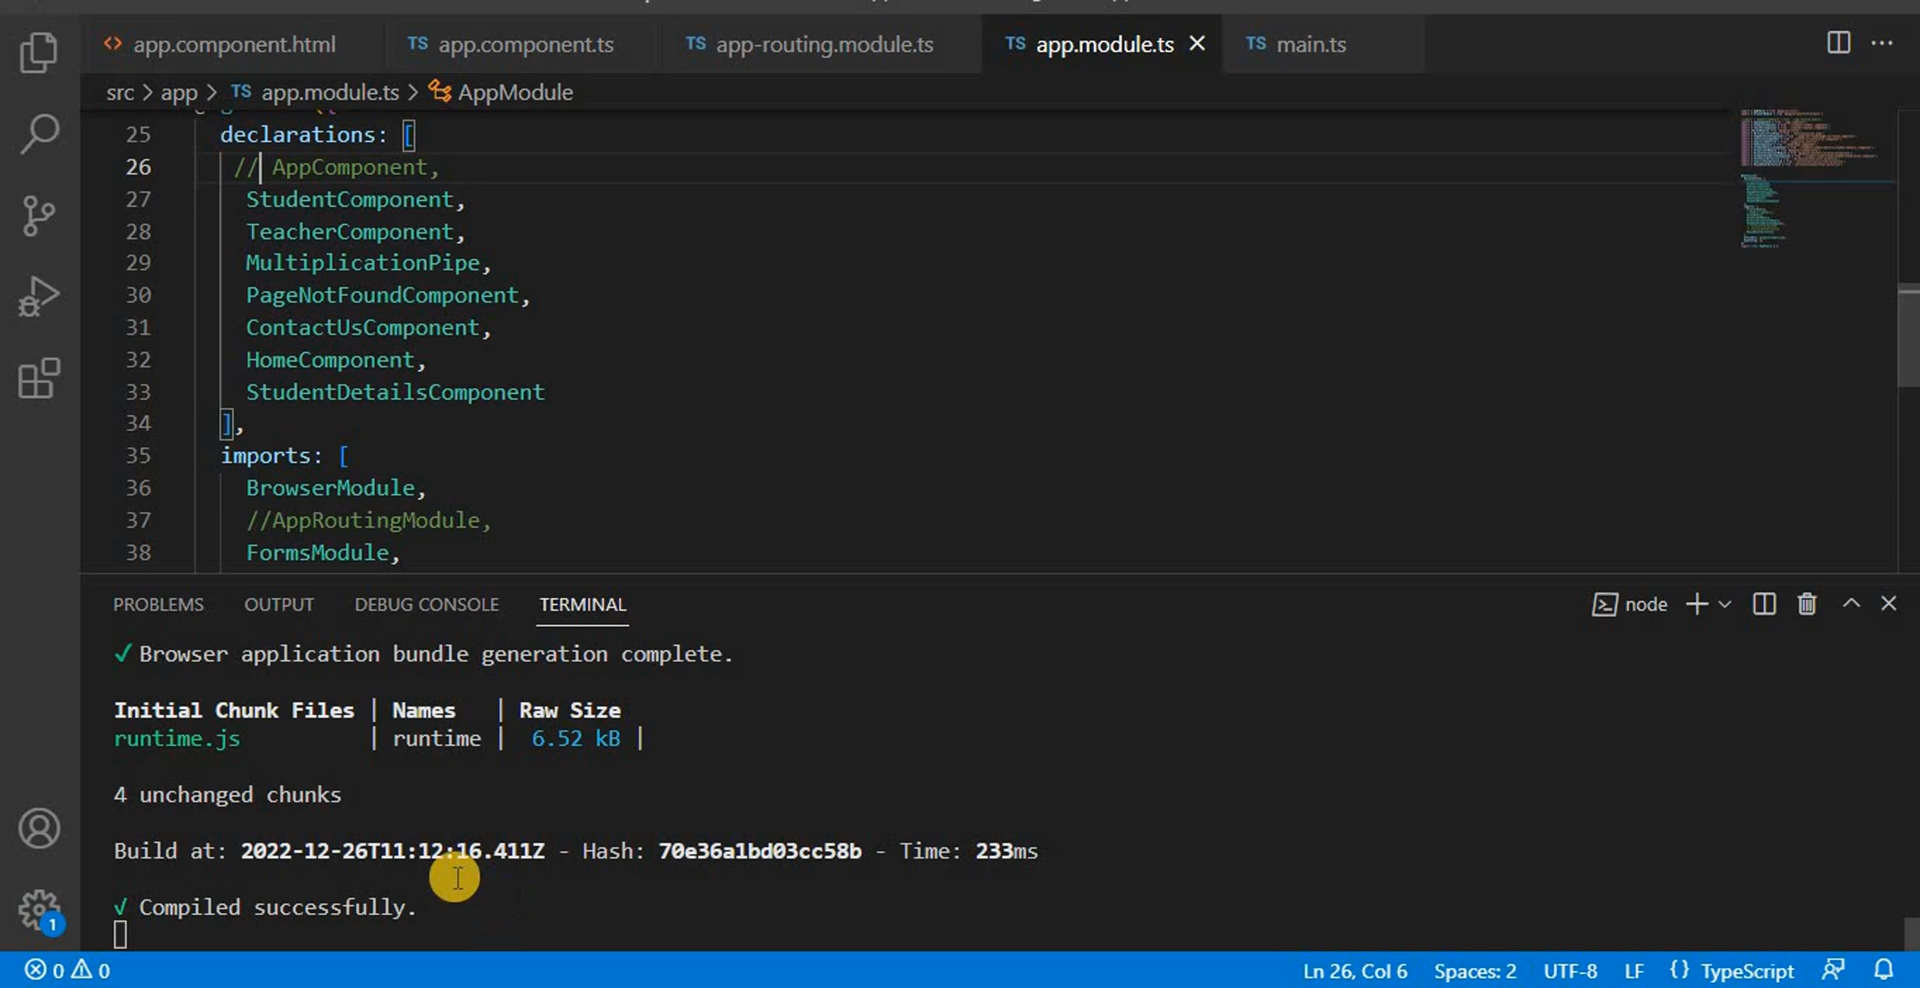 <> app.component.html TS app.component.ts TS app-routing.module.ts TS app.module.ts × TS main.ts ...
src > app > TS app.module.ts > AppModule
25 declarations: [
26 // AppComponent,
27 StudentComponent,
28 TeacherComponent,
29 MultiplicationPipe,
30 PageNotFoundComponent,
31 ContactUsComponent,
32 HomeComponent,
33 StudentDetailsComponent
34 ],
35 imports: [
36 BrowserModule,
37 //AppRoutingModule,
38 FormsModule,
PROBLEMS OUTPUT DEBUG CONSOLE TERMINAL node
✓ Browser application bundle generation complete.
Initial Chunk Files | Names | Raw Size
runtime.js | runtime | 6.52 kB |
4 unchanged chunks
Build at: 2022-12-26T11:12:16.411Z - Hash: 70e36a1bd03cc58b - Time: 233ms
√ Compiled successfully.
1
0 0 Ln 26, Col 6 Spaces: 2 UTF-8 LF {} TypeScript